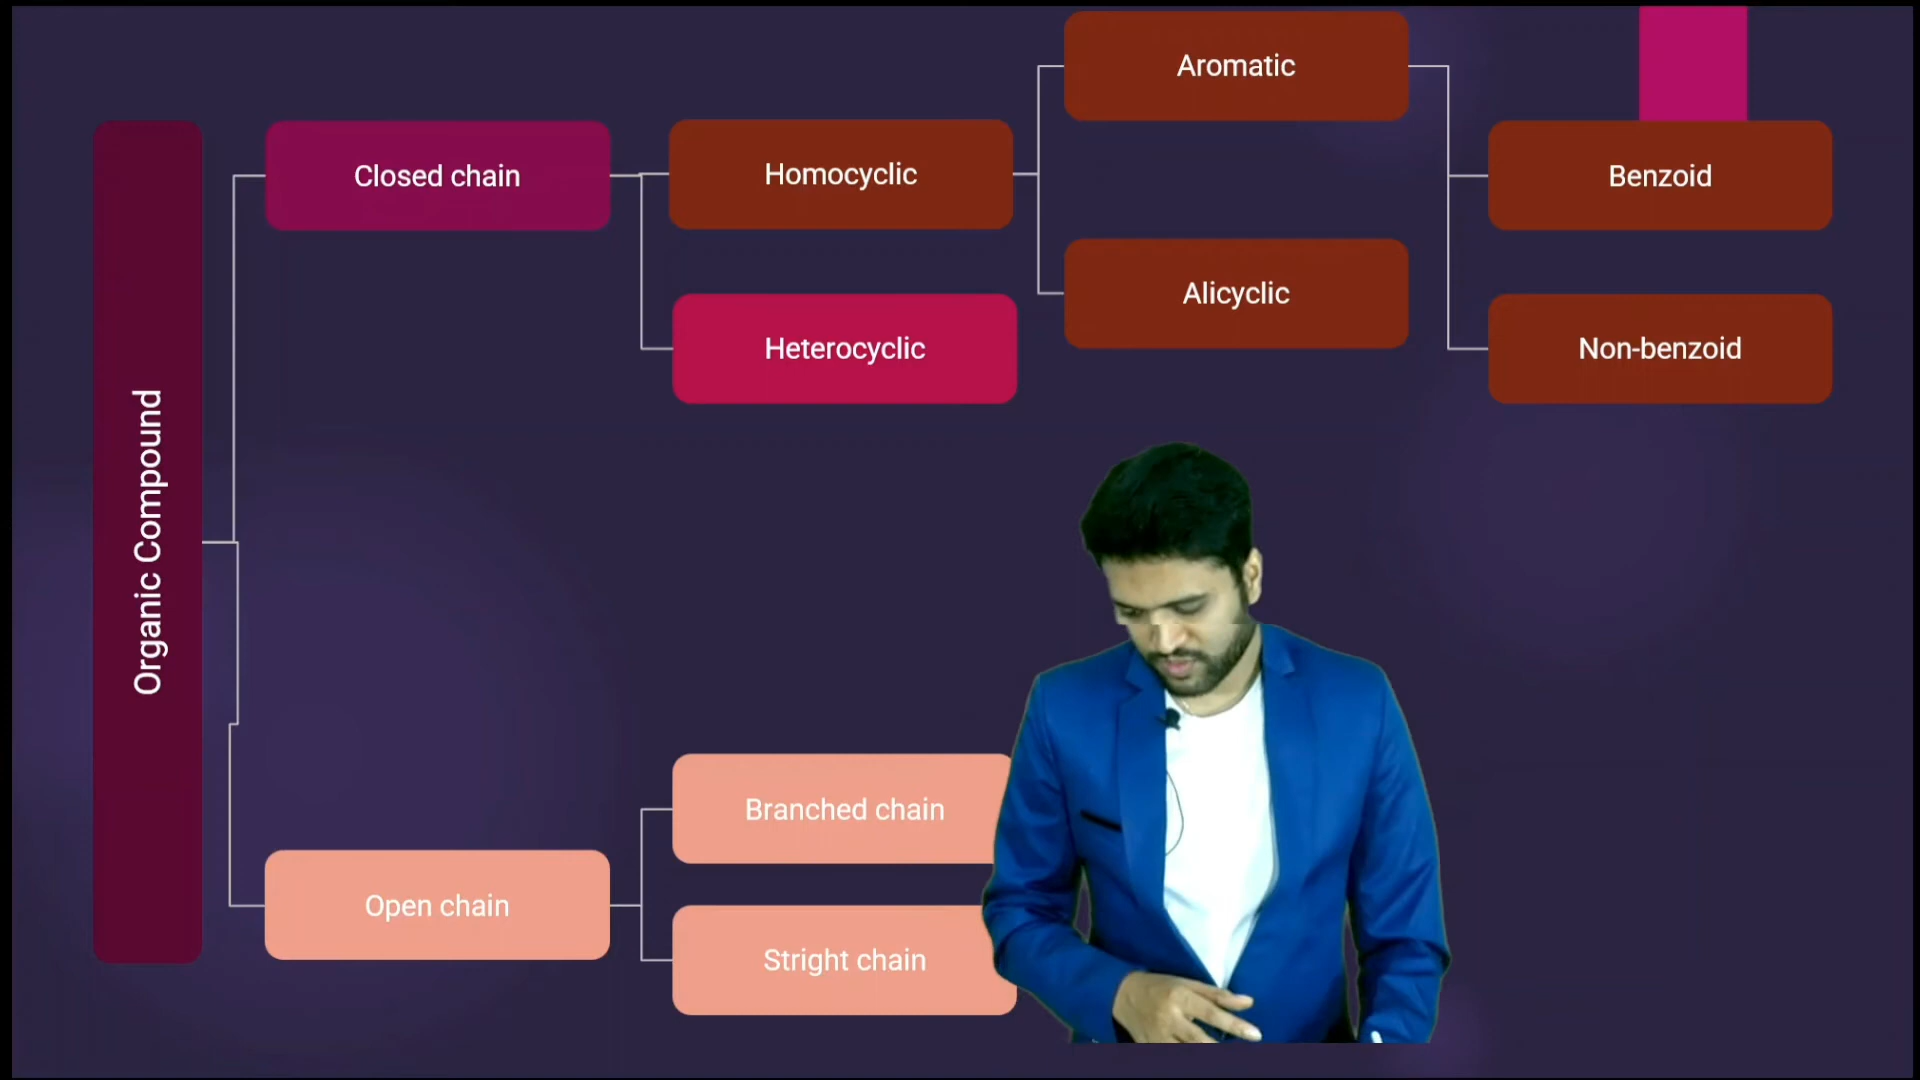 Aromatic
Closed chain
Homocyclic
Benzoid
Alicyclic
Heterocyclic
Non-benzoid
Organic Compound
Branched chain
Open chain
Stright chain